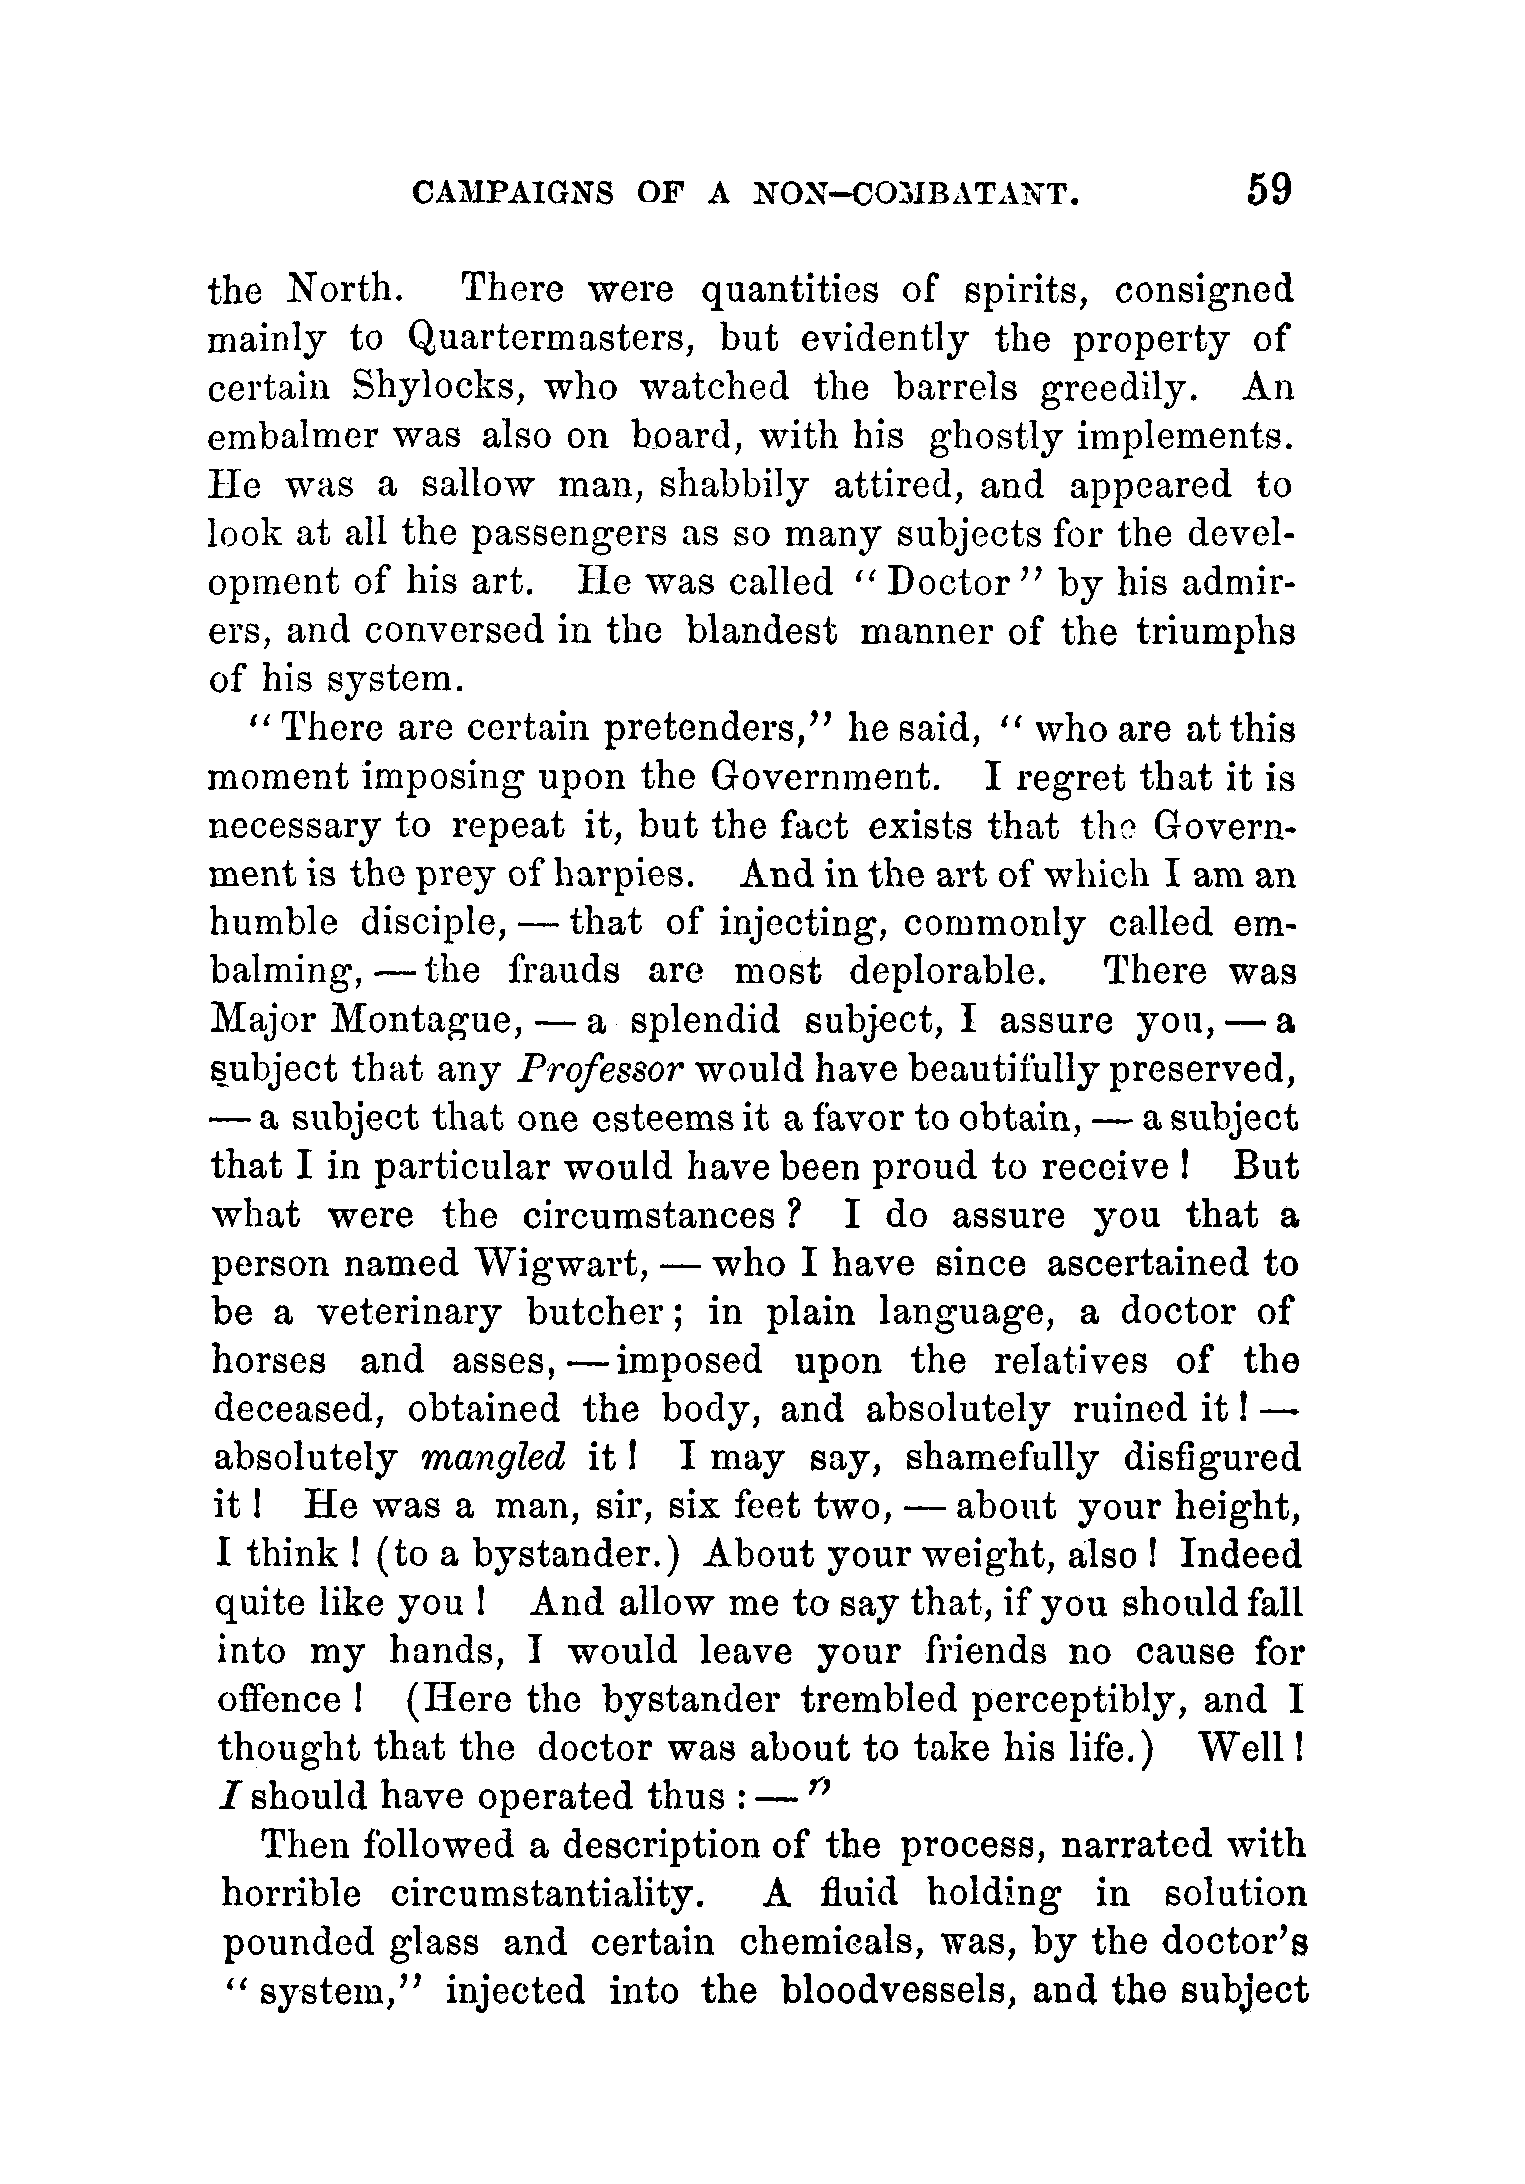 CAMPAIGNS OF A NON-COMBATANT. 59
the North. There were quantities of spirits, consigned
mainly to Quartermasters, but evidently the property of
certain Shylocks, who watched the barrels greedily. An
embalmer was also on board, with his ghostly implements.
He was a sallow man, shabbily attired, and appeared to
look at all the passengers as so many subjects for the devel-
opment of his art. He was called “Doctor” by his admir-
ers, and conversed in the blandest manner of the triumphs
of his system.
“There are certain pretenders,” he said, “who are at this
moment imposing upon the Government. I regret that it is
necessary to repeat it, but the fact exists that the Govern-
ment is the prey of harpies. And in the art of which I am an
humble disciple, — that of injecting, commonly called em-
balming, — the frauds are most deplorable. There was
Major Montague, — a splendid subject, I assure you, — a
subject that any Professor would have beautifully preserved,
— a subject that one esteems it a favor to obtain, — a subject
that I in particular would have been proud to receive! But
what were the circumstances? I do assure you that a
person named Wigwart, — who I have since ascertained to
be a veterinary butcher; in plain language, a doctor of
horses and asses, — imposed upon the relatives of the
deceased, obtained the body, and absolutely ruined it! —
absolutely mangled it! I may say, shamefully disfigured
it! He was a man, sir, six feet two, — about your height,
I think! (to a bystander.) About your weight, also! Indeed
quite like you! And allow me to say that, if you should fall
into my hands, I would leave your friends no cause for
offence! (Here the bystander trembled perceptibly, and I
thought that the doctor was about to take his life.) Well!
I should have operated thus: — ”
Then followed a description of the process, narrated with
horrible circumstantiality. A fluid holding in solution
pounded glass and certain chemicals, was, by the doctor's
“system,” injected into the bloodvessels, and the subject